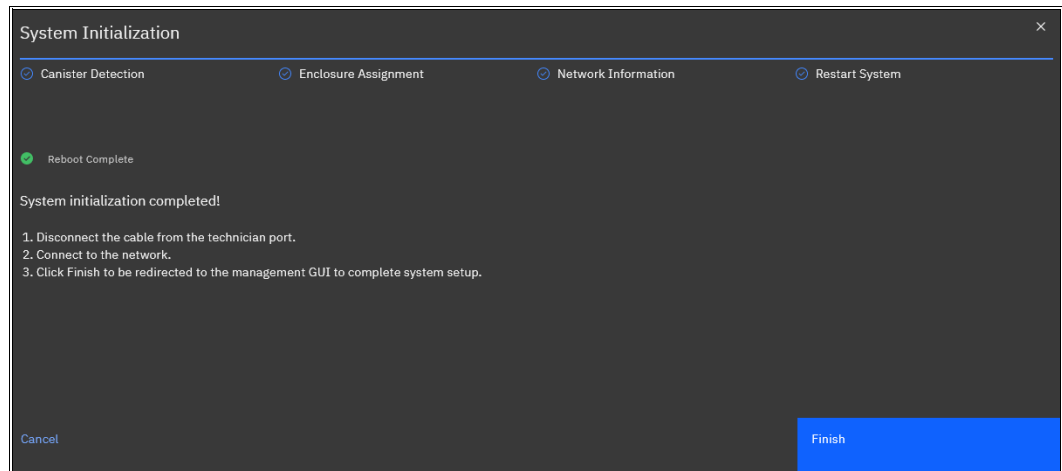 System Initialization
Canister Detection
Enclosure Assignment
Network Information
Restart System
Reboot Complete
System initialization completed!
1. Disconnect the cable from the technician port.
2. Connect to the network.
3. Click Finish to be redirected to the management GUI to complete system setup.
Cancel
Finish